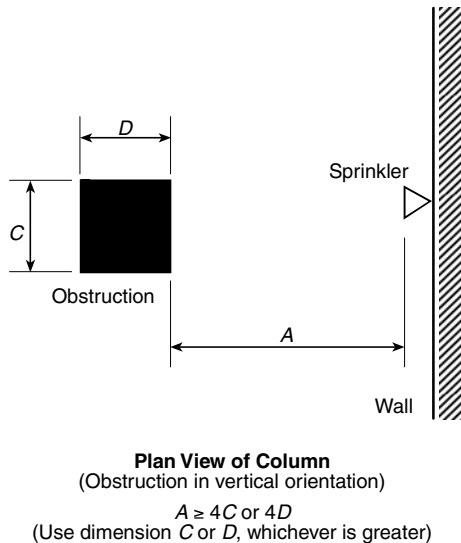 D
Sprinkler
C
Obstruction
A
Wall
Plan View of Column
(Obstruction in vertical orientation)
A ≥ 4C or 4D
(Use dimension C or D, whichever is greater)